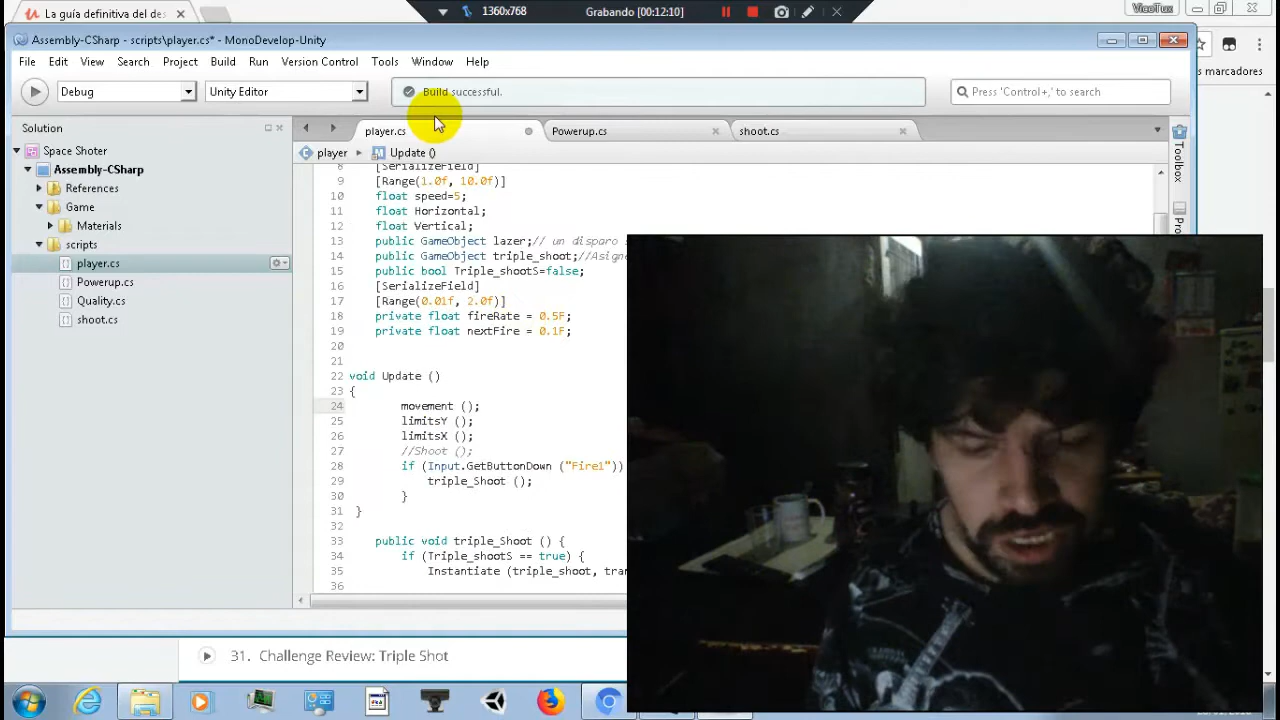 La guía definitiva del des
1360x768
Grabando [00:12:10]
VicoTux
Assembly-CSharp - scripts\player.cs* - MonoDevelop-Unity
File Edit View Search Project Build Run Version Control Tools Window Help
marcadores
Debug
Unity Editor
Build successful.
Press 'Control+,' to search
Solution
player.cs
Powerup.cs
shoot.cs
Toolbox
player
Update ()
Space Shoter
Assembly-CSharp
References
Game
Materials
scripts
player.cs
Powerup.cs
Quality.cs
shoot.cs
8 [SerializeField]
9 [Range(1.0f, 10.0f)]
10 float speed=5;
11 float Horizontal;
12 float Vertical;
13 public GameObject lazer;// un disparo s
14 public GameObject triple_shoot;//Asigne
15 public bool Triple_shootS=false;
16 [SerializeField]
17 [Range(0.01f, 2.0f)]
18 private float fireRate = 0.5F;
19 private float nextFire = 0.1F;
20
21
22 void Update ()
23 {
24 movement ();
25 limitsY ();
26 limitsX ();
27 //Shoot ();
28 if (Input.GetButtonDown ("Fire1"))
29 triple_Shoot ();
30 }
31 }
32
33 public void triple_Shoot () {
34 if (Triple_shootS == true) {
35 Instantiate (triple_shoot, tran
36
31. Challenge Review: Triple Shot